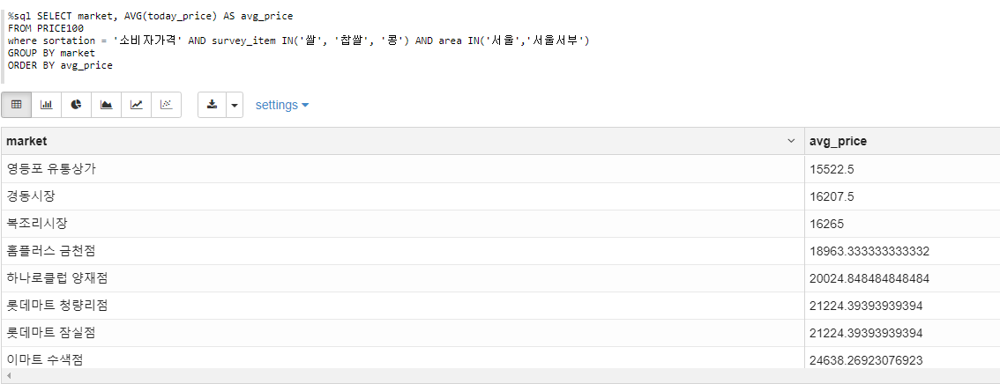 %sql SELECT market, AVG(today_price) AS avg_price
FROM PRICE100
where sortation = '소비자가격' AND survey_item IN('쌀', '찹쌀', '콩') AND area IN('서울','서울서부')
GROUP BY market
ORDER BY avg_price
settings
market avg_price
영등포 유통상가 15522.5
경동시장 16207.5
복조리시장 16265
홈플러스 금천점 18963.333333333332
하나로클럽 양재점 20024.848484848484
롯데마트 청량리점 21224.39393939394
롯데마트 잠실점 21224.39393939394
이마트 수색점 24638.26923076923